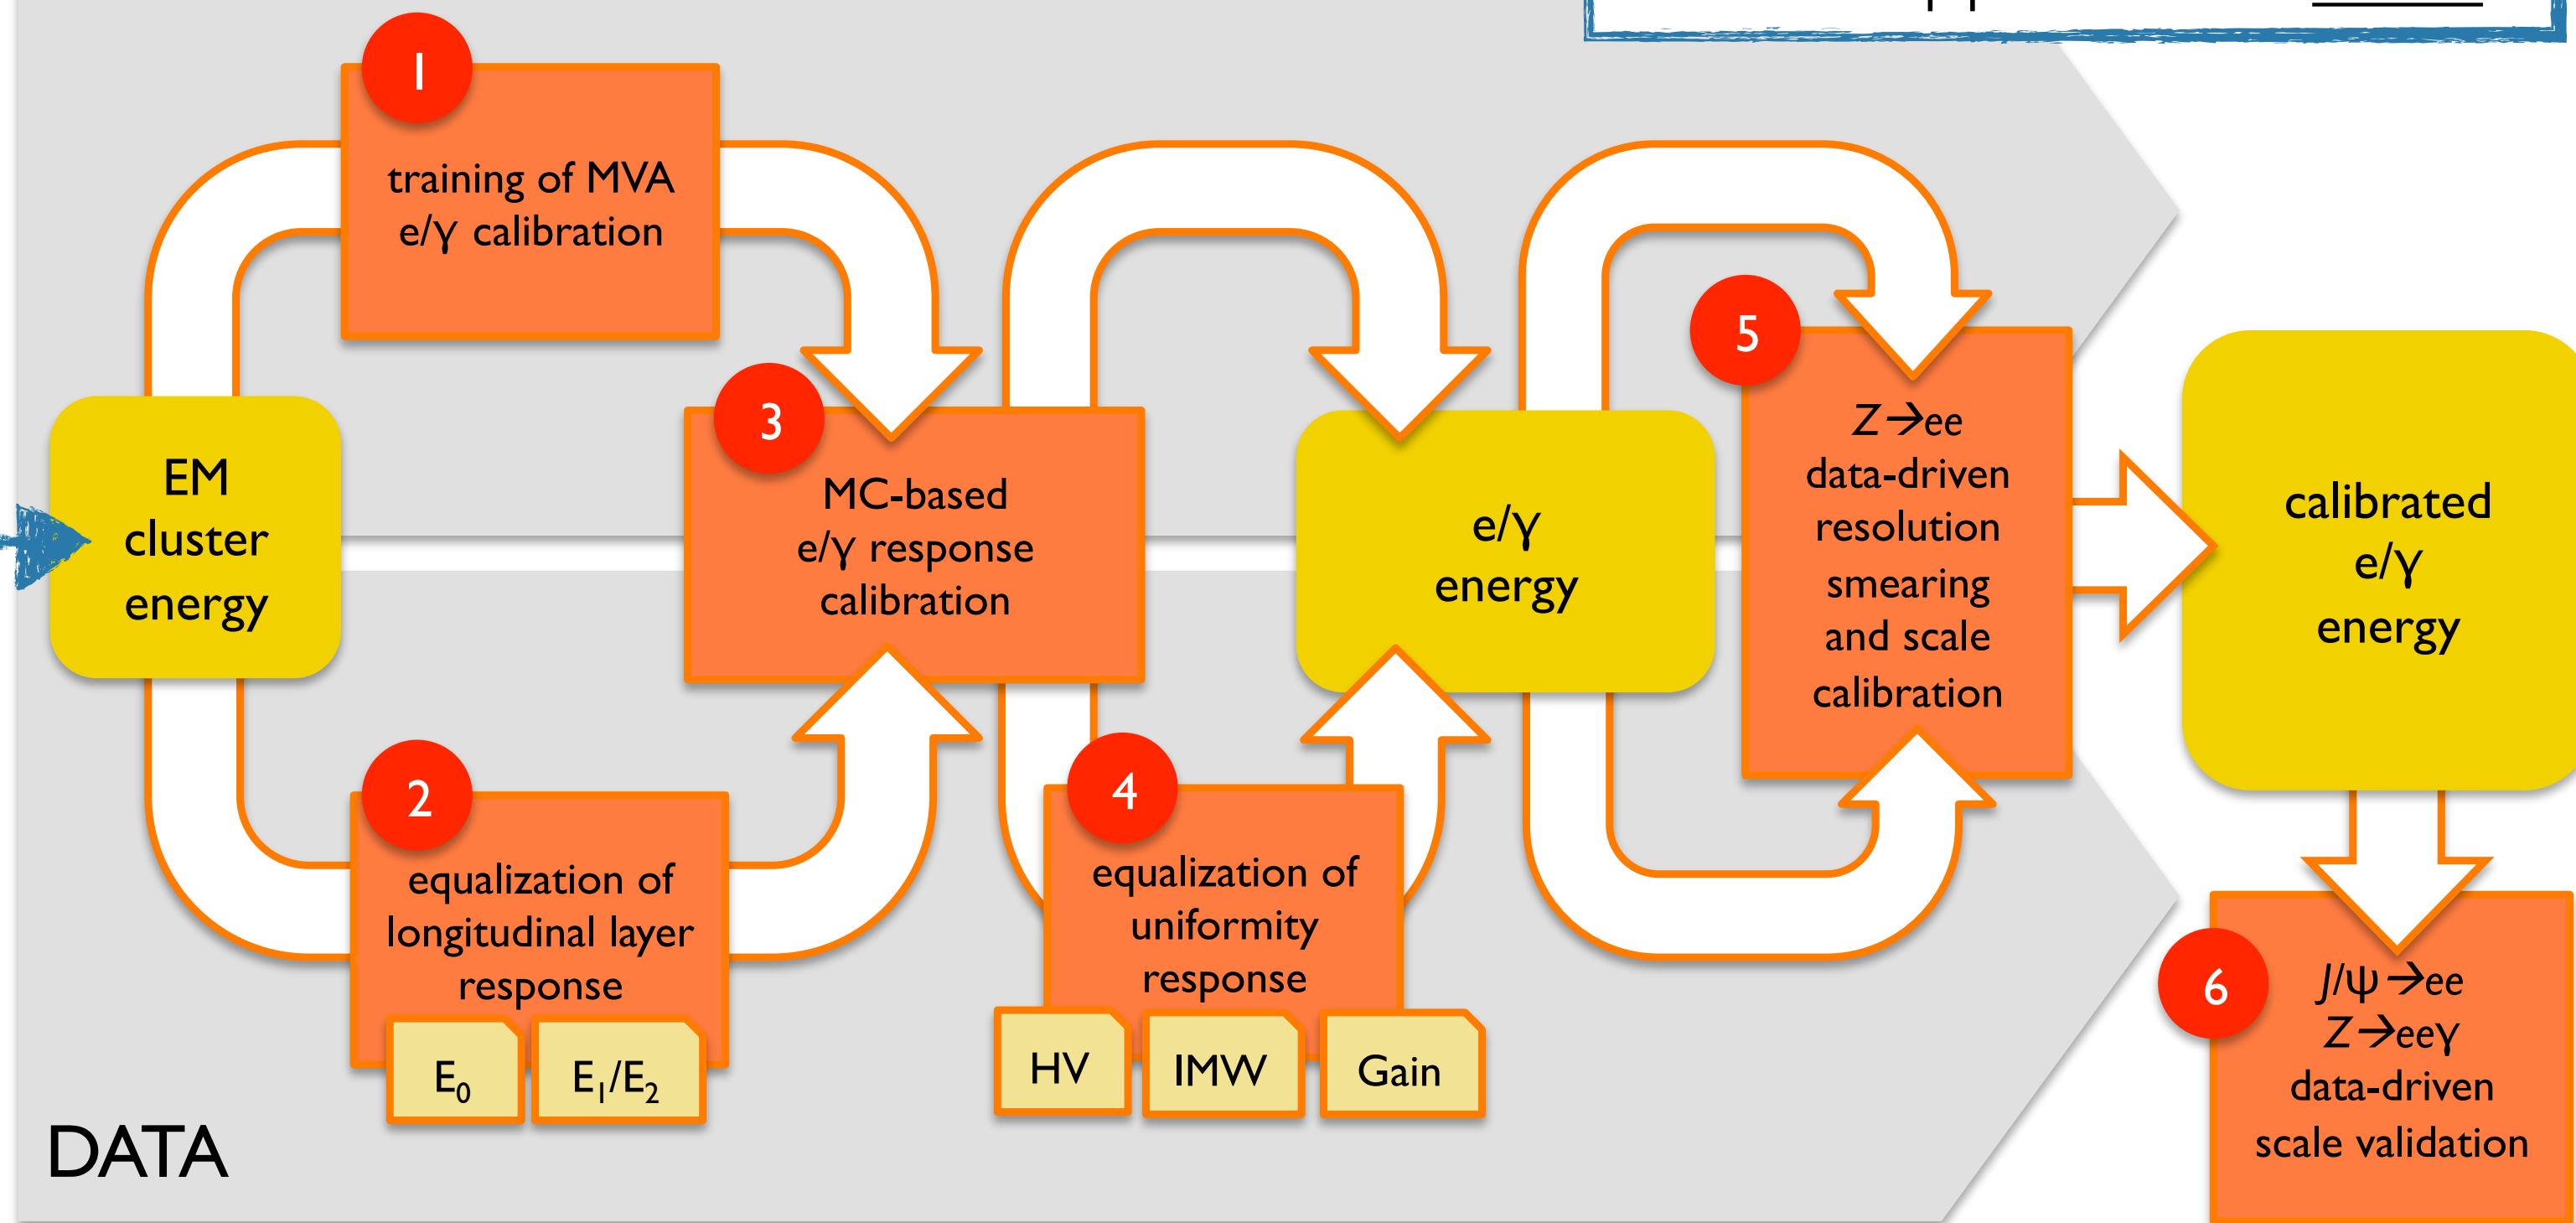 1
training of MVA
e/γ calibration
EM
cluster
energy
2
equalization of
longitudinal layer
response
E₀
E₁/E₂
3
MC-based
e/γ response
calibration
4
equalization of
uniformity
response
HV
IMW
Gain
e/γ
energy
5
Z→ee
data-driven
resolution
smearing
and scale
calibration
calibrated
e/γ
energy
6
J/ψ→ee
Z→eeγ
data-driven
scale validation
DATA